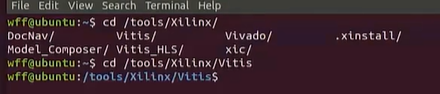 File Edit View Search Terminal Help
wff@ubuntu:~$ cd /tools/Xilinx/
DocNav/ Vitis/ Vivado/ .xinstall/
Model_Composer/ Vitis_HLS/ xic/
wff@ubuntu:~$ cd /tools/Xilinx/Vitis
wff@ubuntu:/tools/Xilinx/Vitis$